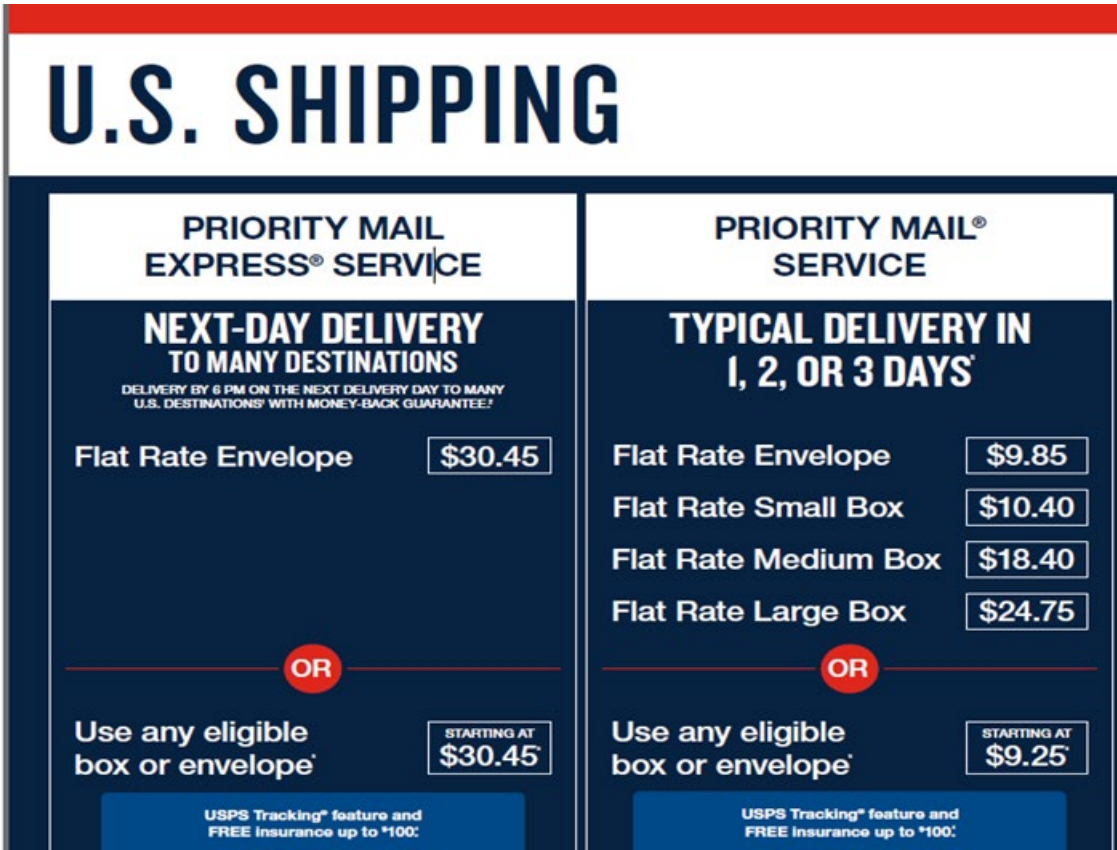 U.S. SHIPPING
PRIORITY MAIL
EXPRESS® SERVICE
NEXT-DAY DELIVERY
TO MANY DESTINATIONS
DELIVERY BY 6 PM ON THE NEXT DELIVERY DAY TO MANY
U.S. DESTINATIONS¹ WITH MONEY-BACK GUARANTEE.²
Flat Rate Envelope $30.45
OR
Use any eligible
box or envelope*
STARTING AT
$30.45*
USPS Tracking® feature and
FREE insurance up to $100.*
PRIORITY MAIL®
SERVICE
TYPICAL DELIVERY IN
1, 2, OR 3 DAYS*
Flat Rate Envelope $9.85
Flat Rate Small Box $10.40
Flat Rate Medium Box $18.40
Flat Rate Large Box $24.75
OR
Use any eligible
box or envelope*
STARTING AT
$9.25*
USPS Tracking® feature and
FREE insurance up to $100.*